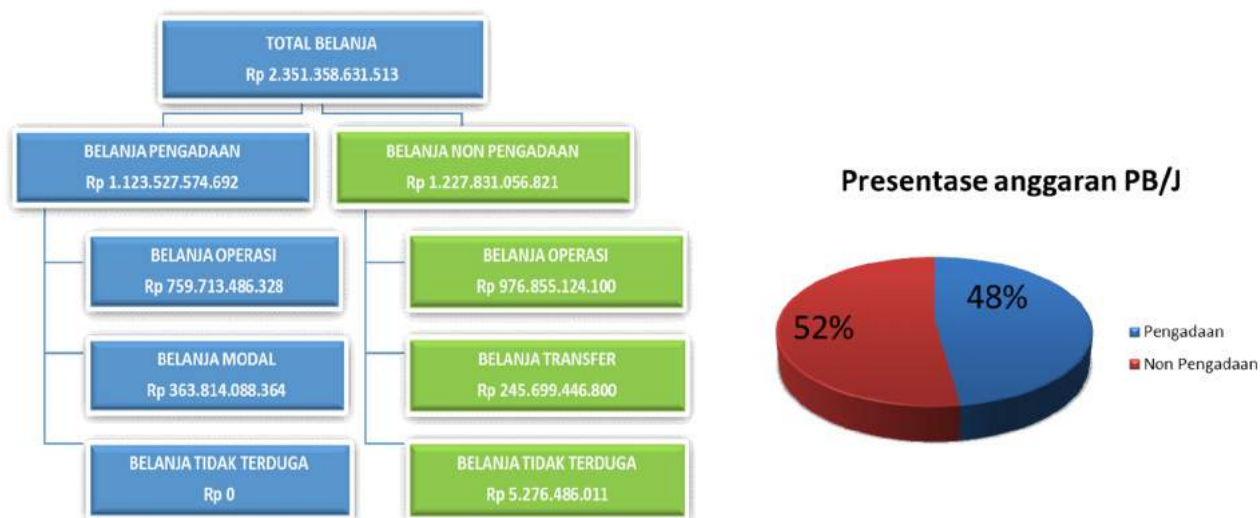 TOTAL BELANJA
Rp 2.351.358.631.513
BELANJA PENGADAAN
Rp 1.123.527.574.692
BELANJA NON PENGADAAN
Rp 1.227.831.056.821
BELANJA OPERASI
Rp 759.713.486.328
BELANJA OPERASI
Rp 976.855.124.100
BELANJA MODAL
Rp 363.814.088.364
BELANJA TRANSFER
Rp 245.699.446.800
BELANJA TIDAK TERDUGA
Rp 0
BELANJA TIDAK TERDUGA
Rp 5.276.486.011
Presentase anggaran PB/J
52%
48%
Pengadaan
Non Pengadaan